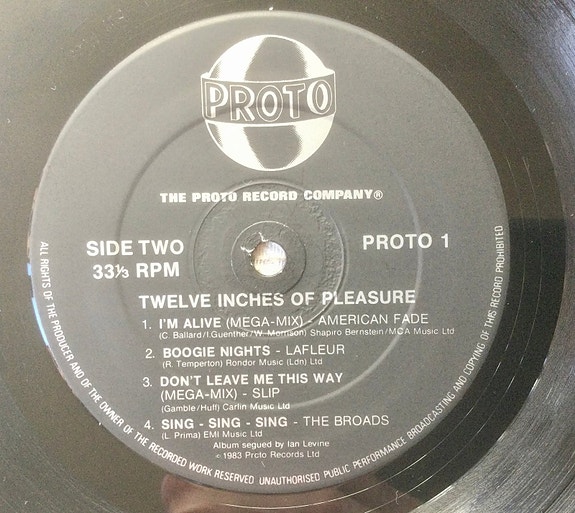 PROTO
THE PROTO RECORD COMPANY®
SIDE TWO
33⅓ RPM
PROTO 1
TWELVE INCHES OF PLEASURE
1. I'M ALIVE (MEGA-MIX) - AMERICAN FADE
(C. Ballard/I.Guenther/W. Morrison) Shapiro Bernstein/MCA Music Ltd
2. BOOGIE NIGHTS - LAFLEUR
(R. Temperton) Rondor Music (Ldn) Ltd
3. DON'T LEAVE ME THIS WAY
(MEGA-MIX) - SLIP
(Gamble/Huff) Carlin Music Ltd
4. SING - SING - SING - THE BROADS
(L. Prima) EMI Music Ltd
Album segued by Ian Levine
℗ 1983 Proto Records Ltd
ALL RIGHTS OF THE PRODUCER AND OF THE OWNER OF THE RECORDED WORK RESERVED UNAUTHORISED PUBLIC PERFORMANCE BROADCASTING AND COPYING OF THIS RECORD PROHIBITED